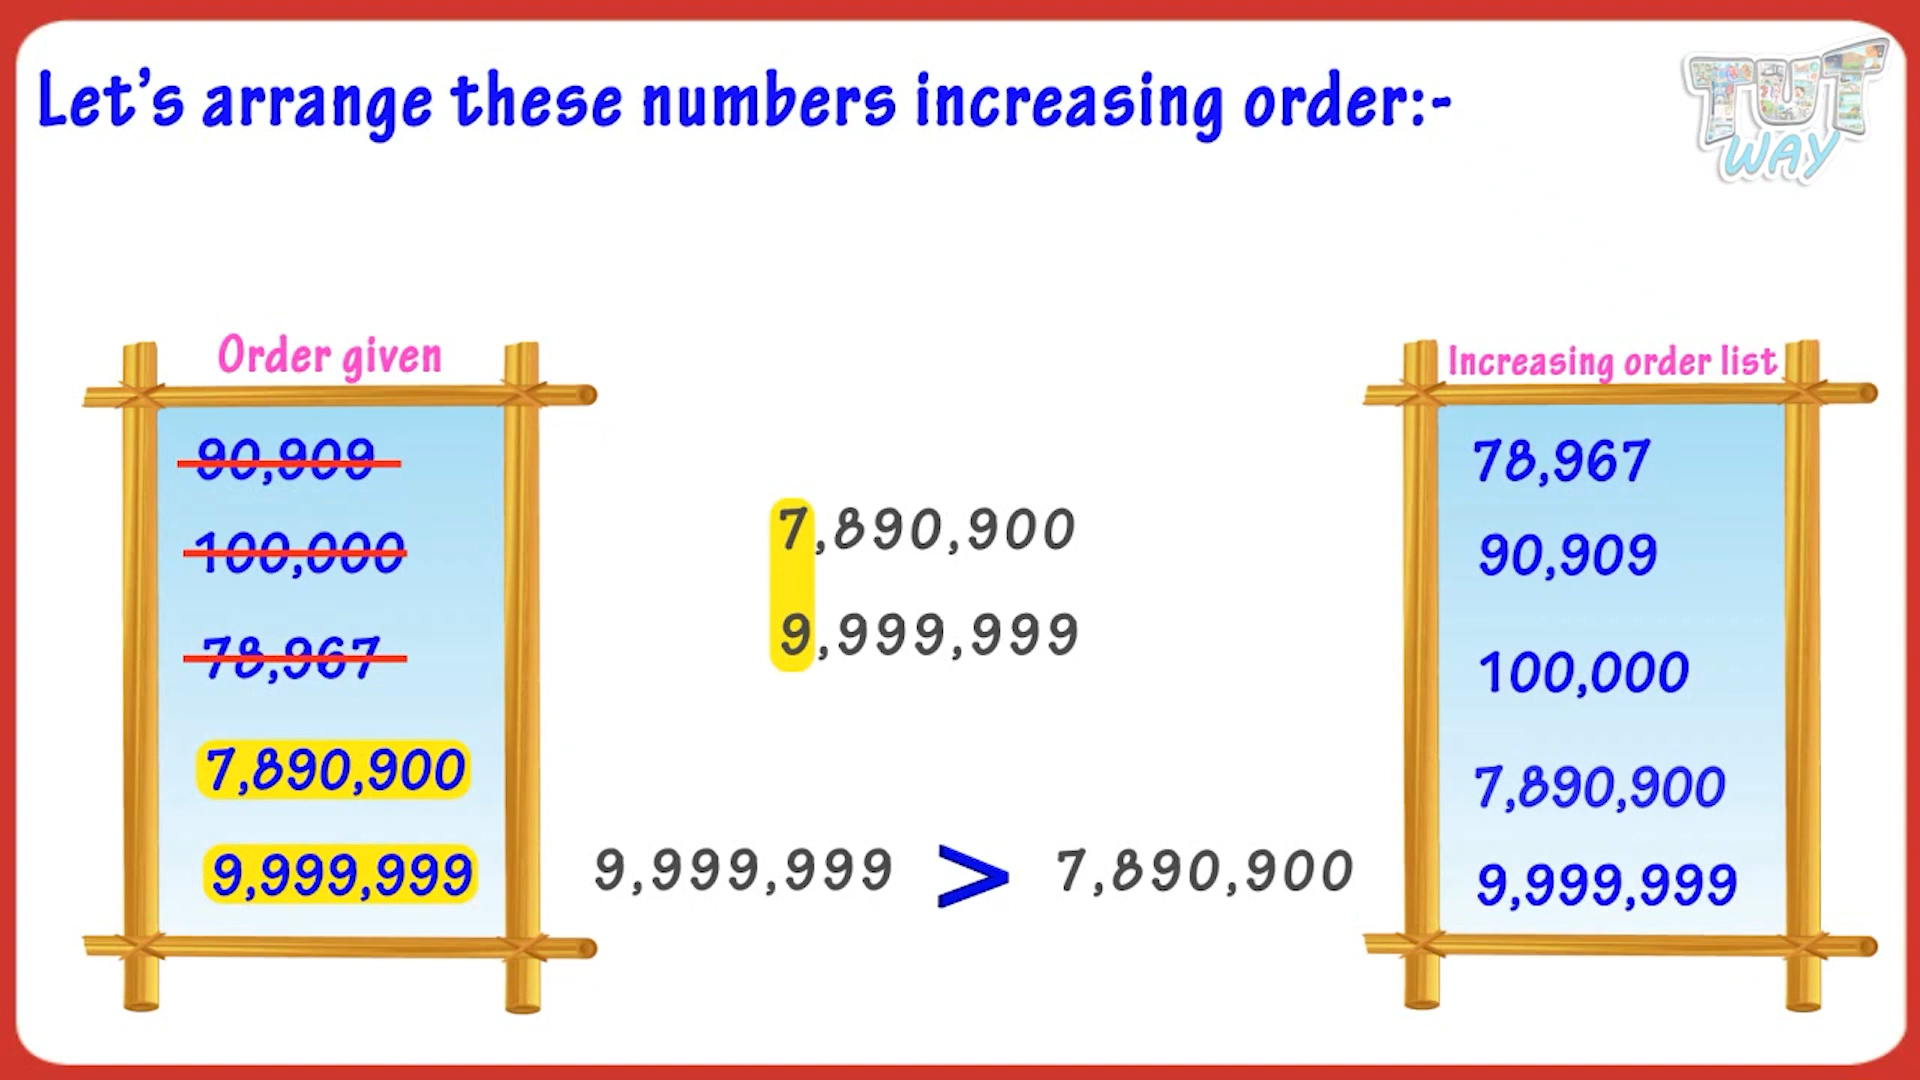 Let's arrange these numbers increasing order:-
TUT
WAY
Order given
90,909
100,000
78,967
7,890,900
9,999,999
7,890,900
9,999,999
9,999,999 > 7,890,900
Increasing order list
78,967
90,909
100,000
7,890,900
9,999,999